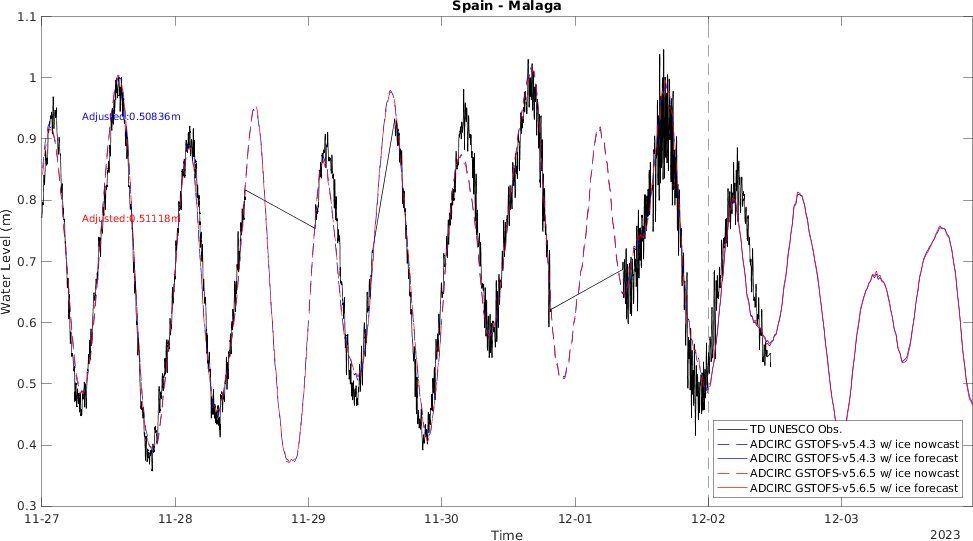 Spain - Malaga
1.1
1
0.9
0.8
0.7
0.6
0.5
0.4
0.3
Water Level (m)
Adjusted:0.50836m
Adjusted:0.51118m
TD UNESCO Obs.
ADCIRC GSTOFS-v5.4.3 w/ ice nowcast
ADCIRC GSTOFS-v5.4.3 w/ ice forecast
ADCIRC GSTOFS-v5.6.5 w/ ice nowcast
ADCIRC GSTOFS-v5.6.5 w/ ice forecast
11-27 11-28 11-29 11-30 12-01 12-02 12-03
Time
2023